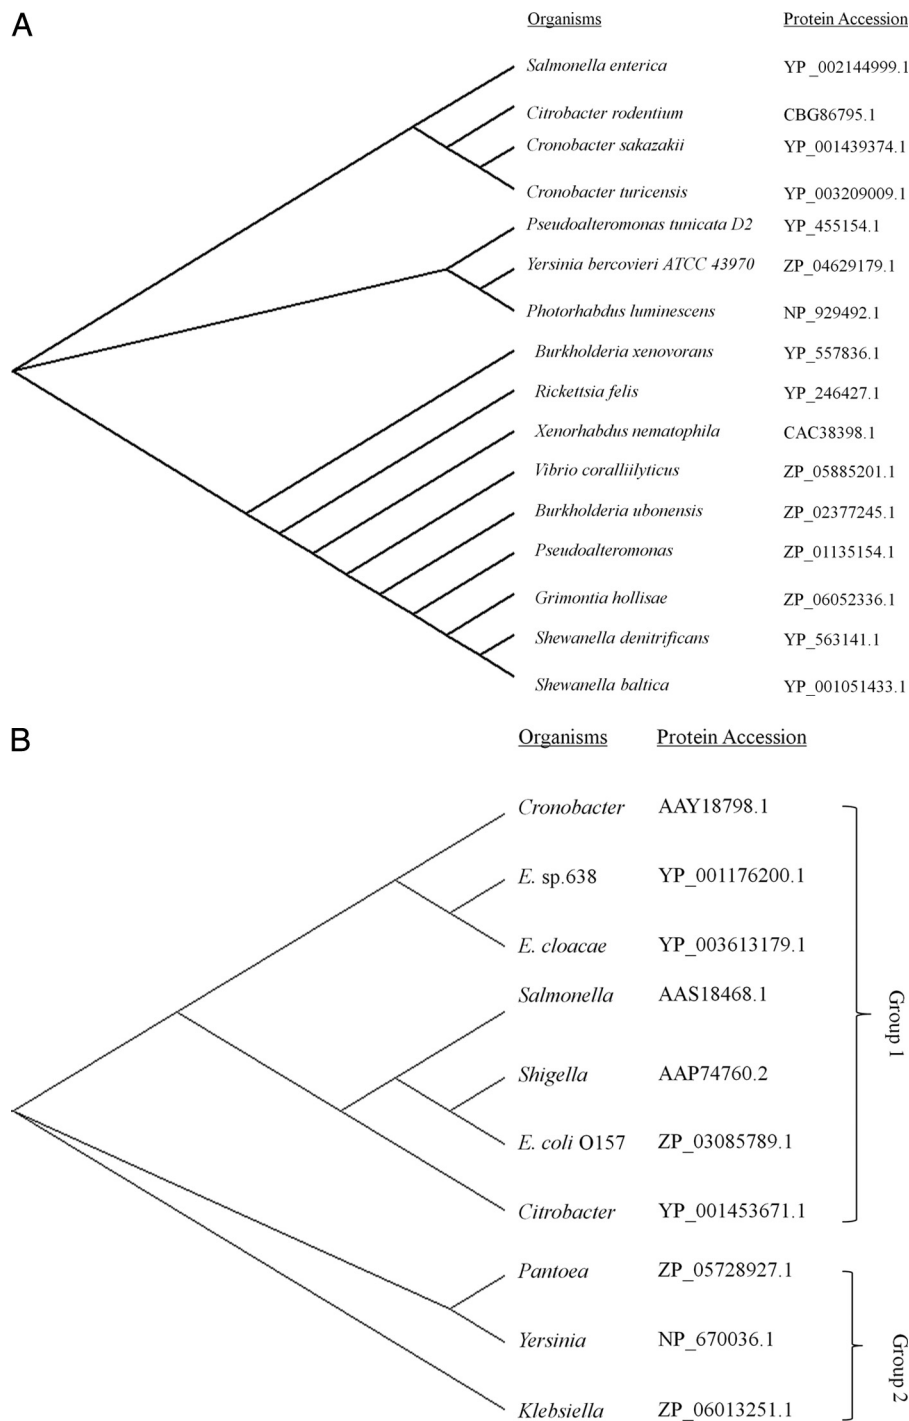 A
Organisms Protein Accession
Salmonella enterica YP_002144999.1
Citrobacter rodentium CBG86795.1
Cronobacter sakazakii YP_001439374.1
Cronobacter turicensis YP_003209009.1
Pseudoalteromonas tunicata D2 YP_455154.1
Yersinia bercovieri ATCC 43970 ZP_04629179.1
Photorhabdus luminescens NP_929492.1
Burkholderia xenovorans YP_557836.1
Rickettsia felis YP_246427.1
Xenorhabdus nematophila CAC38398.1
Vibrio coralliilyticus ZP_05885201.1
Burkholderia ubonensis ZP_02377245.1
Pseudoalteromonas ZP_01135154.1
Grimontia hollisae ZP_06052336.1
Shewanella denitrificans YP_563141.1
Shewanella baltica YP_001051433.1
B
Organisms Protein Accession
Cronobacter AAY18798.1
E. sp.638 YP_001176200.1
E. cloacae YP_003613179.1
Salmonella AAS18468.1
Shigella AAP74760.2
E. coli O157 ZP_03085789.1
Citrobacter YP_001453671.1
Group 1
Pantoea ZP_05728927.1
Yersinia NP_670036.1
Klebsiella ZP_06013251.1
Group 2